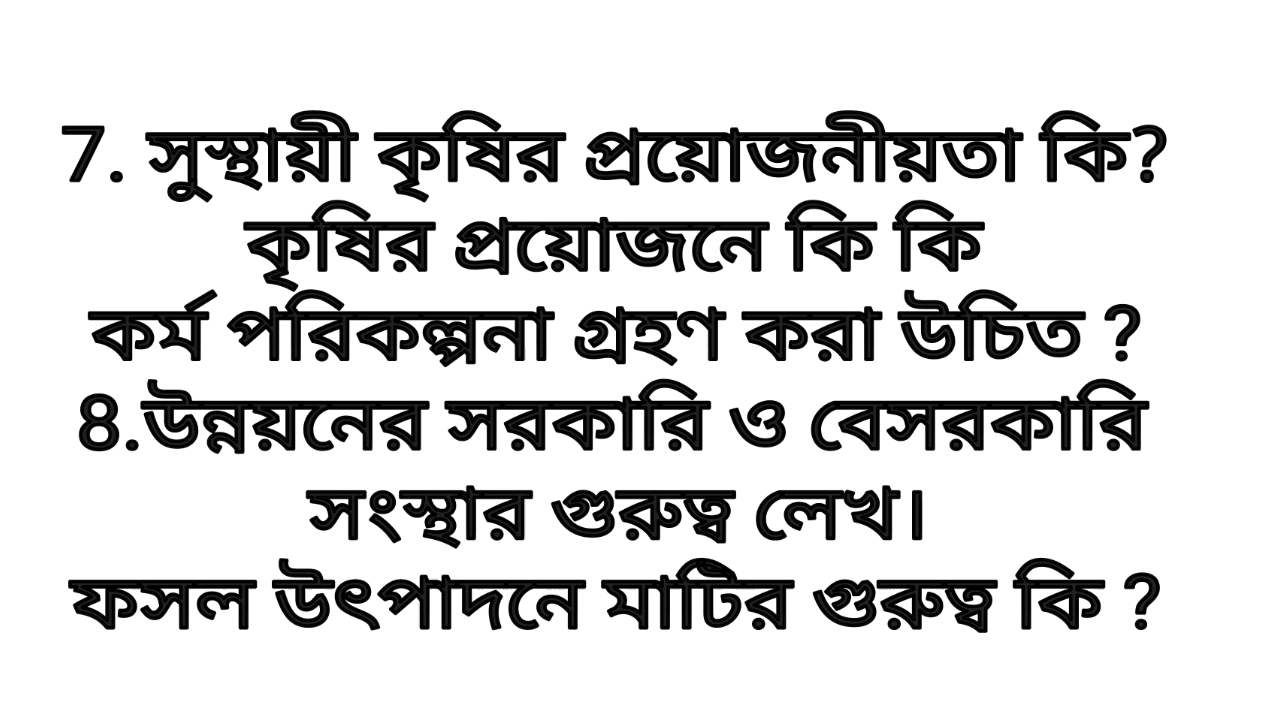 7. সুস্থায়ী কৃষির প্রয়োজনীয়তা কি?
কৃষির প্রয়োজনে কি কি
কর্ম পরিকল্পনা গ্রহণ করা উচিত ?
8.উন্নয়নের সরকারি ও বেসরকারি
সংস্থার গুরুত্ব লেখ।
ফসল উৎপাদনে মাটির গুরুত্ব কি ?